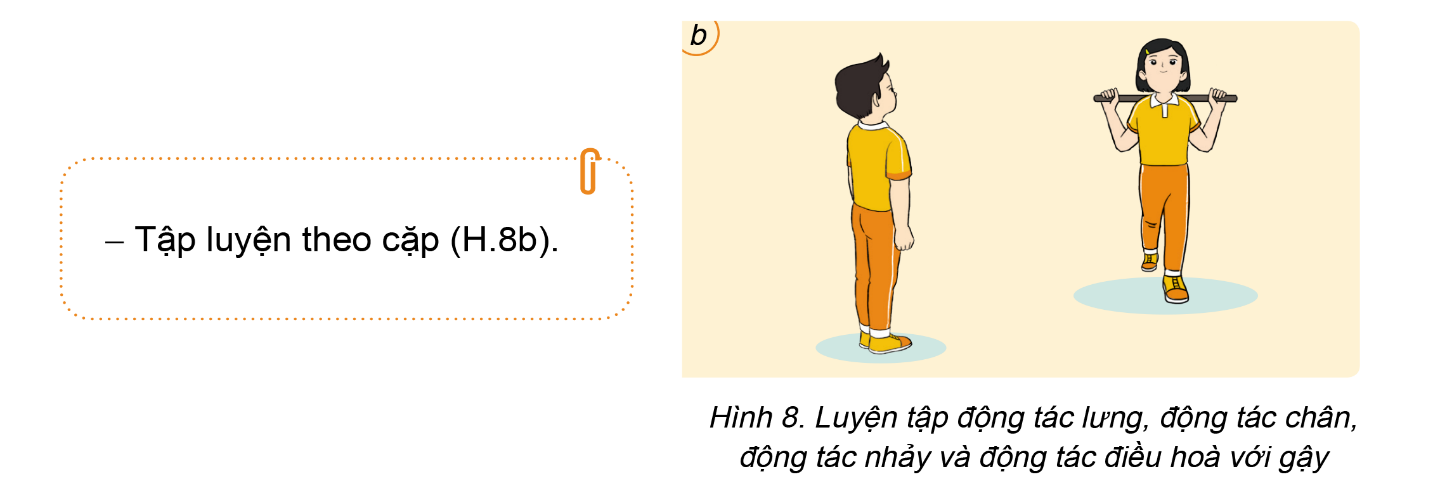 – Tập luyện theo cặp (H.8b).
b
Hình 8. Luyện tập động tác lưng, động tác chân,
động tác nhảy và động tác điều hoà với gậy